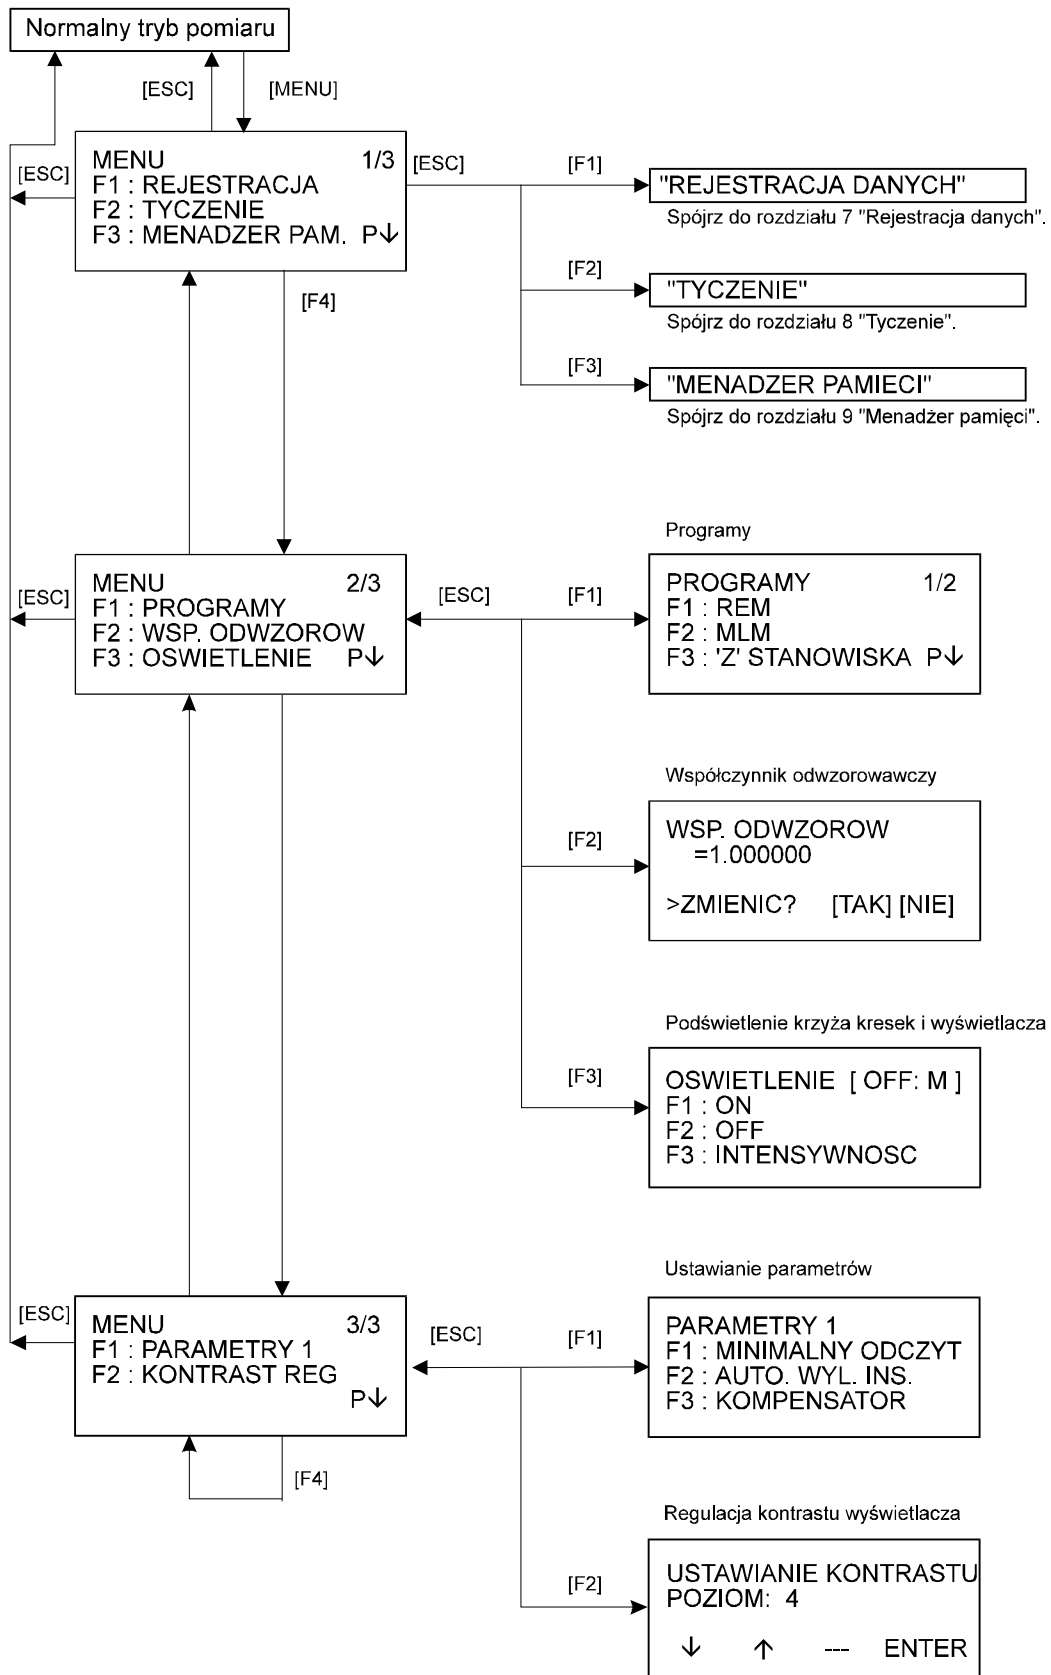 Normalny tryb pomiaru
[ESC]
[MENU]
[ESC]
MENU 1/3
F1 : REJESTRACJA
F2 : TYCZENIE
F3 : MENADZER PAM. P↓
[ESC]
[F1]
"REJESTRACJA DANYCH"
Spójrz do rozdziału 7 "Rejestracja danych".
[F2]
"TYCZENIE"
Spójrz do rozdziału 8 "Tyczenie".
[F4]
[F3]
"MENADZER PAMIECI"
Spójrz do rozdziału 9 "Menadżer pamięci".
[ESC]
MENU 2/3
F1 : PROGRAMY
F2 : WSP. ODWZOROW
F3 : OSWIETLENIE P↓
[ESC]
[F1]
Programy
PROGRAMY 1/2
F1 : REM
F2 : MLM
F3 : 'Z' STANOWISKA P↓
Współczynnik odwzorowawczy
[F2]
WSP. ODWZOROW
=1.000000
>ZMIENIC? [TAK] [NIE]
Podświetlenie krzyża kresek i wyświetlacza
[F3]
OSWIETLENIE [ OFF: M ]
F1 : ON
F2 : OFF
F3 : INTENSYWNOSC
[ESC]
MENU 3/3
F1 : PARAMETRY 1
F2 : KONTRAST REG
P↓
[ESC]
[F1]
Ustawianie parametrów
PARAMETRY 1
F1 : MINIMALNY ODCZYT
F2 : AUTO. WYL. INS.
F3 : KOMPENSATOR
[F4]
Regulacja kontrastu wyświetlacza
[F2]
USTAWIANIE KONTRASTU
POZIOM: 4
↓ ↑ --- ENTER